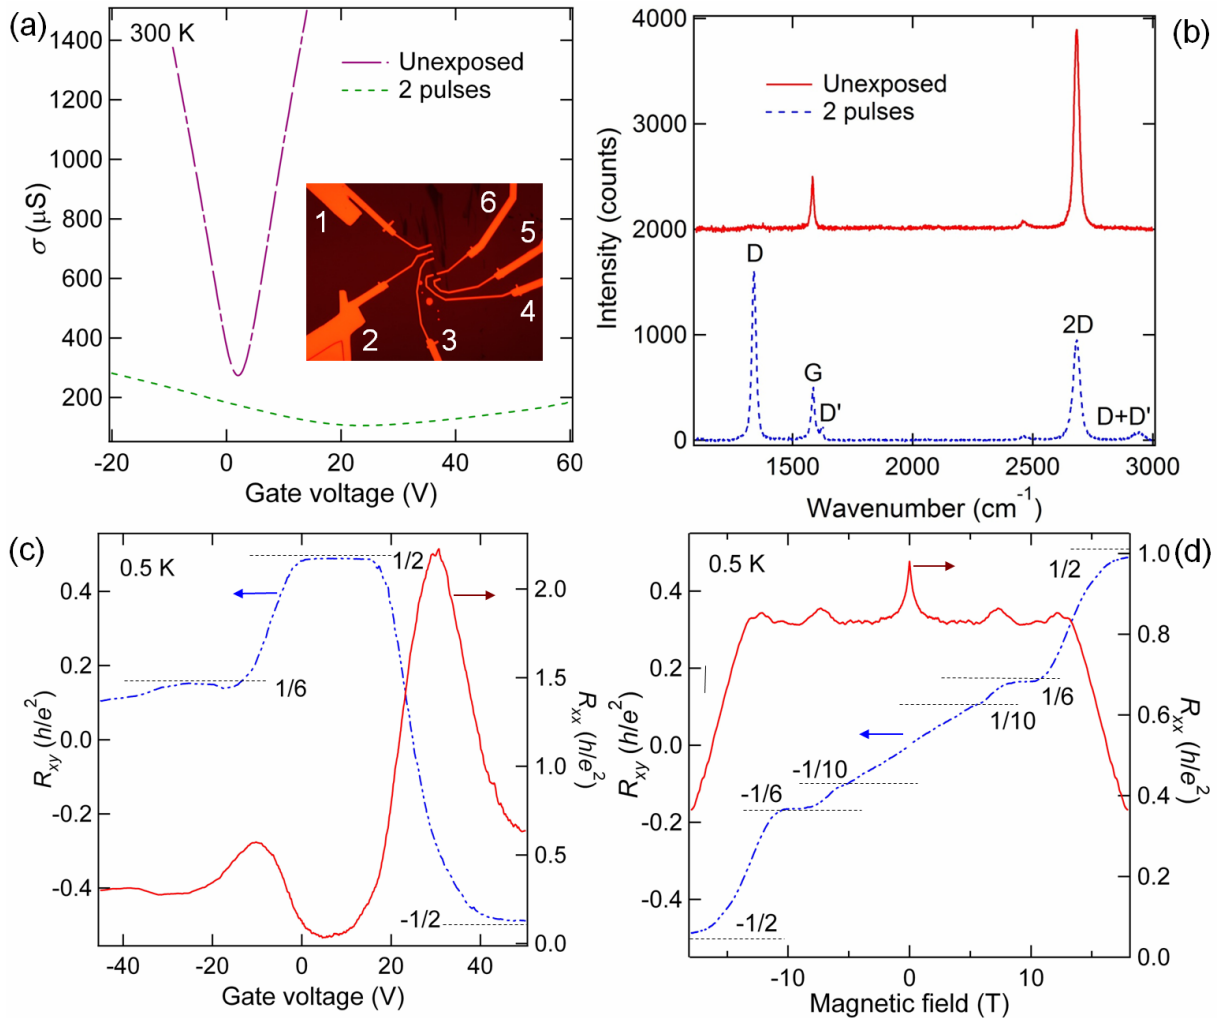 (a)
300 K
Unexposed
2 pulses
1400
1200
1000
800
600
400
200
σ (μS)
1
2
3
4
5
6
-20
0
20
40
60
Gate voltage (V)
(b)
Unexposed
2 pulses
4000
3000
2000
1000
0
Intensity (counts)
D
G
D'
2D
D+D'
1500
2000
2500
3000
Wavenumber (cm⁻¹)
(c)
0.5 K
0.4
0.2
0.0
-0.2
-0.4
Rxy (h/e²)
1/2
1/6
-1/2
2.0
1.5
1.0
2.0
0.5
0.0
Rxx (h/e²)
-40
-20
0
20
40
Gate voltage (V)
(d)
0.5 K
0.4
0.2
0.0
-0.2
-0.4
Rxy (h/e²)
1/2
1/6
1/10
-1/10
-1/6
-1/2
1.0
0.8
0.6
0.4
0.2
0.0
Rxx (h/e²)
-10
0
10
Magnetic field (T)